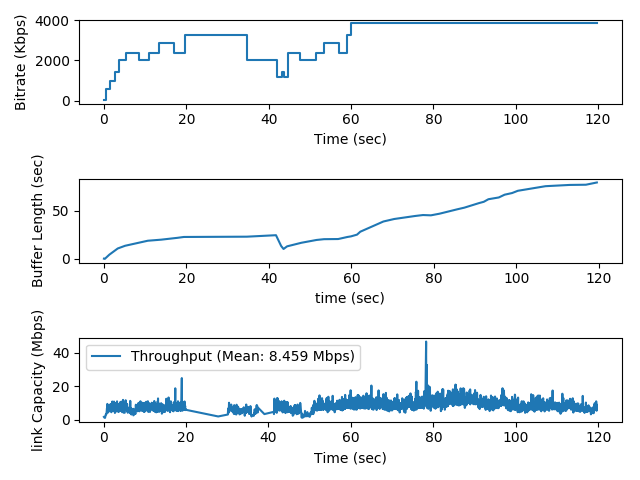 Bitrate (Kbps)
4000
2000
0
0 20 40 60 80 100 120
Time (sec)
Buffer Length (sec)
50
0
0 20 40 60 80 100 120
time (sec)
link Capacity (Mbps)
Throughput (Mean: 8.459 Mbps)
40
20
0
0 20 40 60 80 100 120
Time (sec)